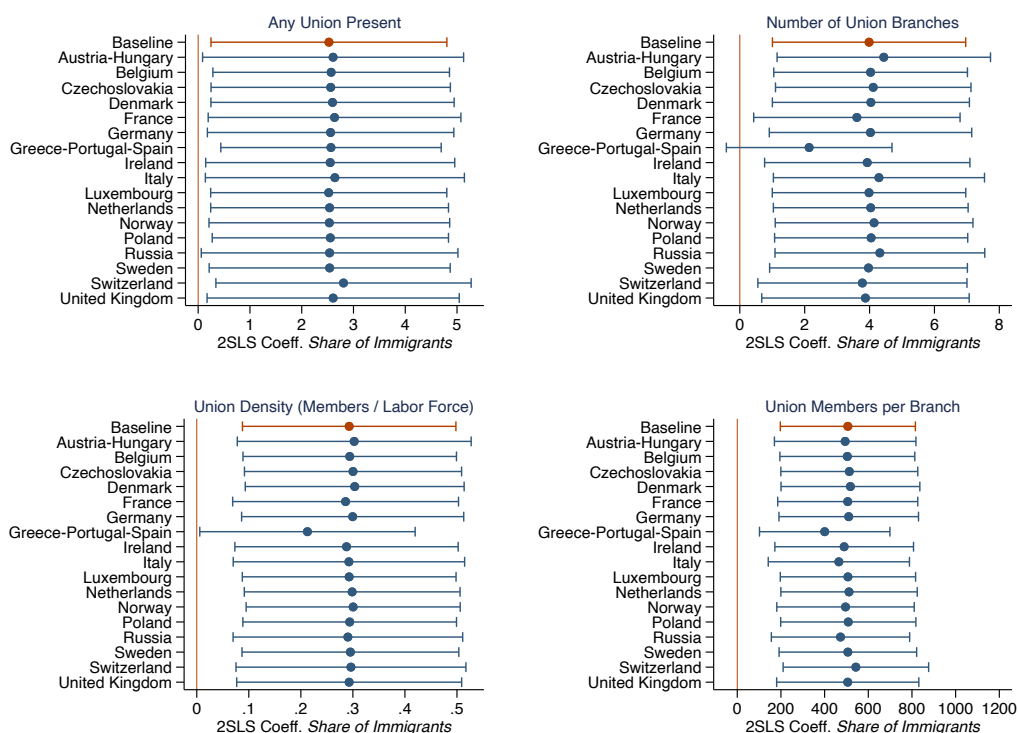 Any Union Present
Baseline
Austria-Hungary
Belgium
Czechoslovakia
Denmark
France
Germany
Greece-Portugal-Spain
Ireland
Italy
Luxembourg
Netherlands
Norway
Poland
Russia
Sweden
Switzerland
United Kingdom
0 1 2 3 4 5
2SLS Coeff. Share of Immigrants
Number of Union Branches
Baseline
Austria-Hungary
Belgium
Czechoslovakia
Denmark
France
Germany
Greece-Portugal-Spain
Ireland
Italy
Luxembourg
Netherlands
Norway
Poland
Russia
Sweden
Switzerland
United Kingdom
0 2 4 6 8
2SLS Coeff. Share of Immigrants
Union Density (Members / Labor Force)
Baseline
Austria-Hungary
Belgium
Czechoslovakia
Denmark
France
Germany
Greece-Portugal-Spain
Ireland
Italy
Luxembourg
Netherlands
Norway
Poland
Russia
Sweden
Switzerland
United Kingdom
0 .1 .2 .3 .4 .5
2SLS Coeff. Share of Immigrants
Union Members per Branch
Baseline
Austria-Hungary
Belgium
Czechoslovakia
Denmark
France
Germany
Greece-Portugal-Spain
Ireland
Italy
Luxembourg
Netherlands
Norway
Poland
Russia
Sweden
Switzerland
United Kingdom
0 200 400 600 800 1000 1200
2SLS Coeff. Share of Immigrants